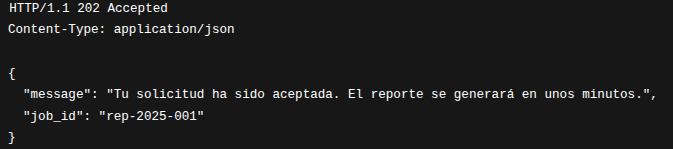 HTTP/1.1 202 Accepted
Content-Type: application/json

{
  "message": "Tu solicitud ha sido aceptada. El reporte se generará en unos minutos.",
  "job_id": "rep-2025-001"
}